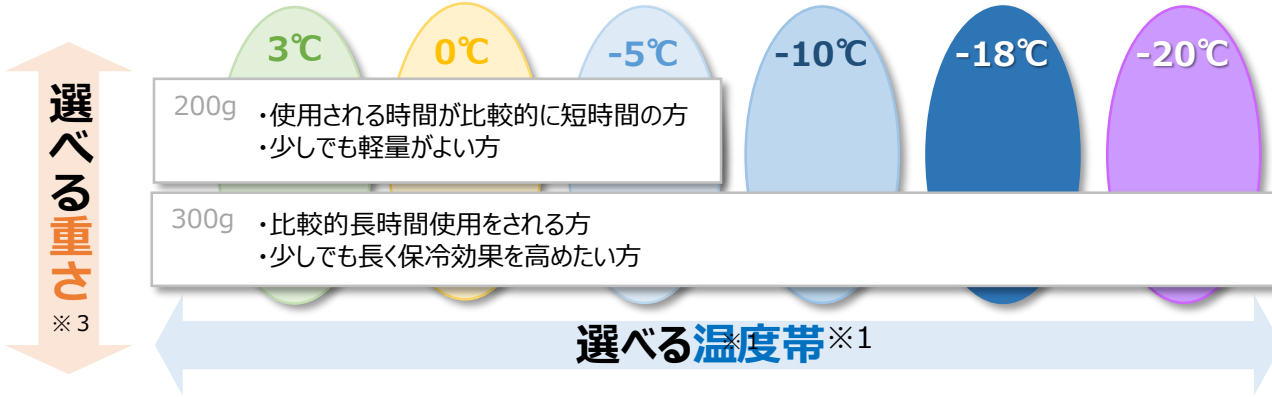 3℃ 0℃ -5℃ -10℃ -18℃ -20℃
選べる重さ
※3
200g ・使用される時間が比較的に短時間の方
・少しでも軽量がよい方
300g ・比較的長時間使用をされる方
・少しでも長く保冷効果を高めたい方
選べる温度帯※1
※1